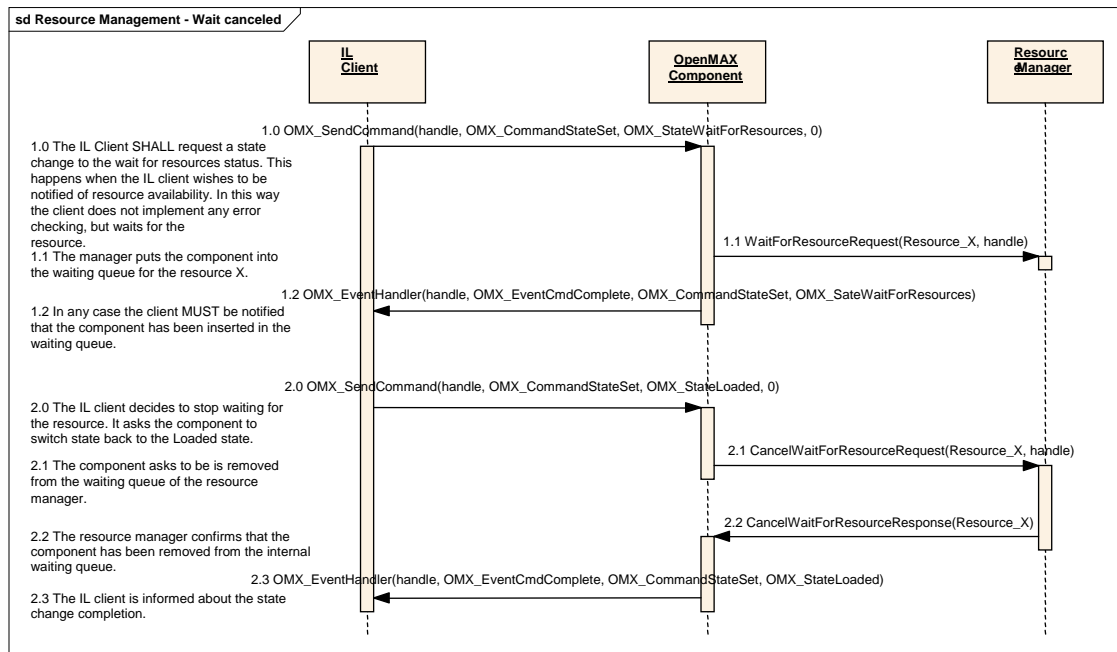 sd Resource Management - Wait canceled
IL
Client
OpenMAX
Component
Resourc
eManager
1.0 OMX_SendCommand(handle, OMX_CommandStateSet, OMX_StateWaitForResources, 0)
1.0 The IL Client SHALL request a state
change to the wait for resources status. This
happens when the IL client wishes to be
notified of resource availability. In this way
the client does not implement any error
checking, but waits for the
resource.
1.1 WaitForResourceRequest(Resource_X, handle)
1.1 The manager puts the component into
the waiting queue for the resource X.
1.2 OMX_EventHandler(handle, OMX_EventCmdComplete, OMX_CommandStateSet, OMX_SateWaitForResources)
1.2 In any case the client MUST be notified
that the component has been inserted in the
waiting queue.
2.0 OMX_SendCommand(handle, OMX_CommandStateSet, OMX_StateLoaded, 0)
2.0 The IL client decides to stop waiting for
the resource. It asks the component to
switch state back to the Loaded state.
2.1 CancelWaitForResourceRequest(Resource_X, handle)
2.1 The component asks to be is removed
from the waiting queue of the resource
manager.
2.2 CancelWaitForResourceResponse(Resource_X)
2.2 The resource manager confirms that the
component has been removed from the internal
waiting queue.
2.3 OMX_EventHandler(handle, OMX_EventCmdComplete, OMX_CommandStateSet, OMX_StateLoaded)
2.3 The IL client is informed about the state
change completion.